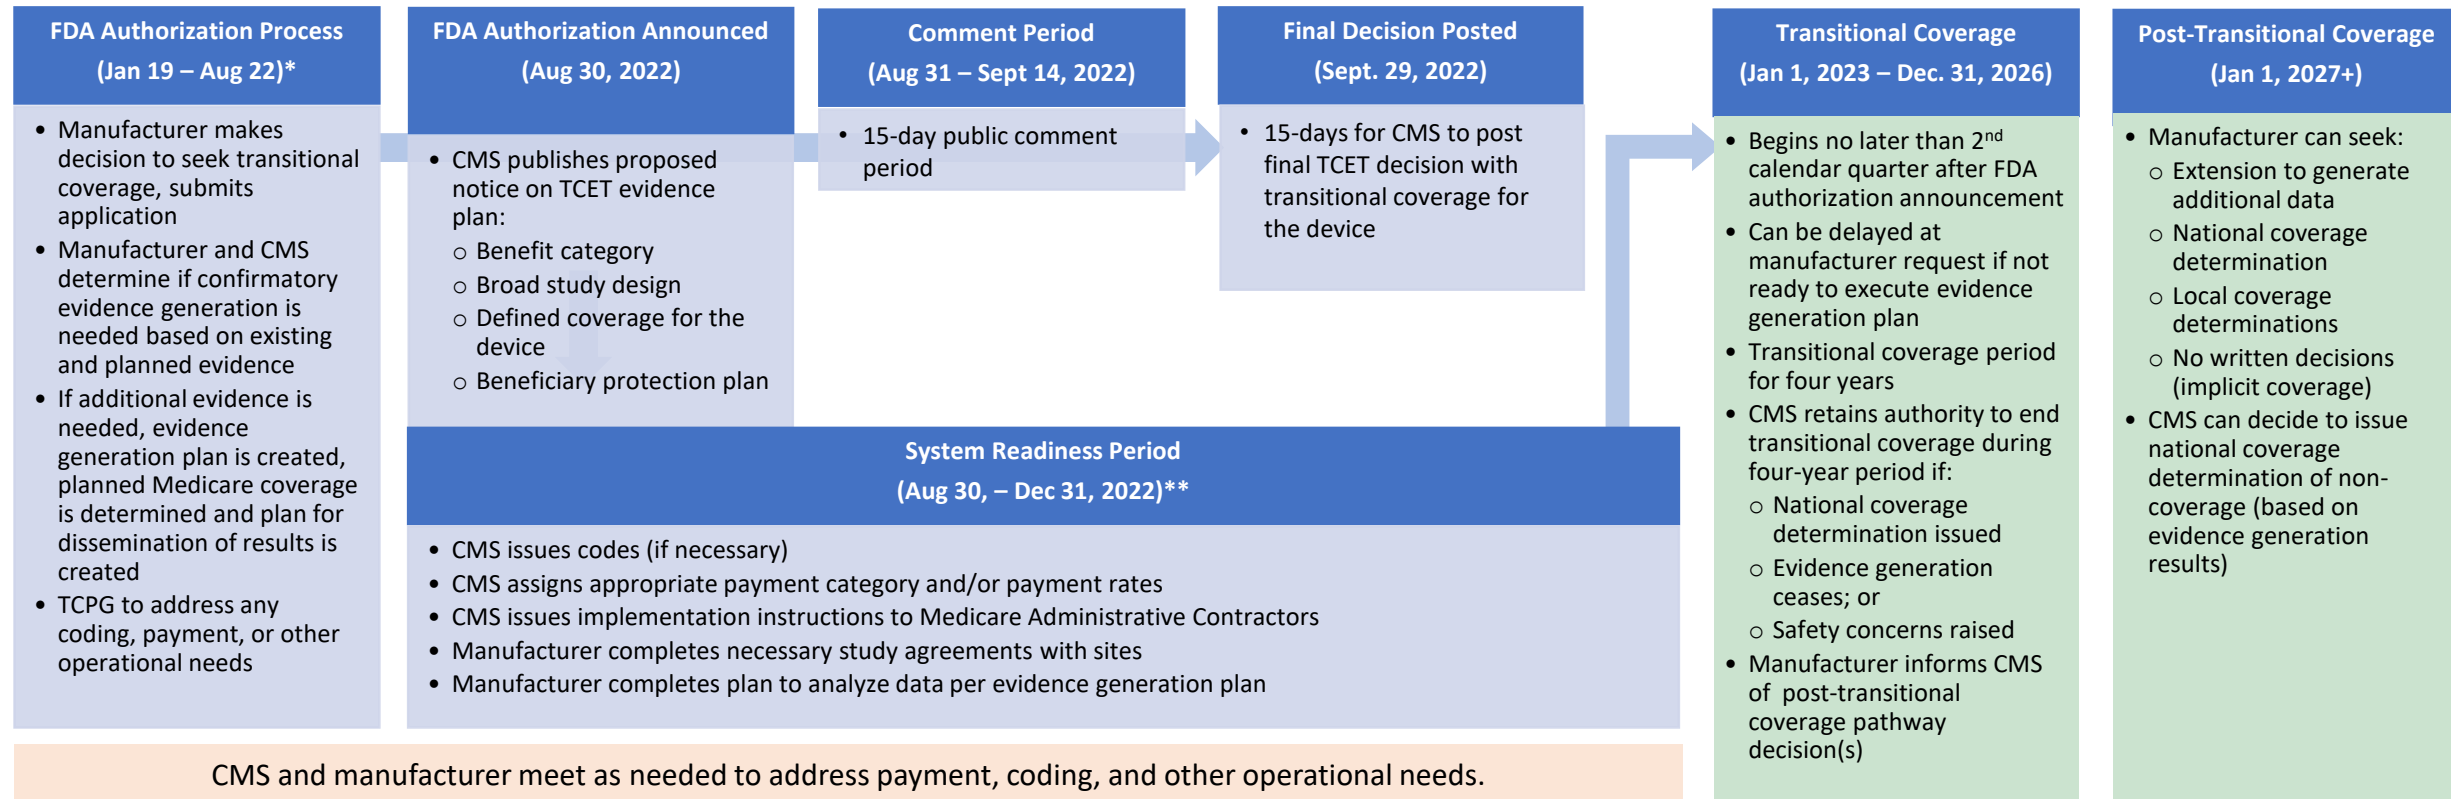 FDA Authorization Process
(Jan 19 – Aug 22)*
• Manufacturer makes
decision to seek transitional
coverage, submits
application
• Manufacturer and CMS
determine if confirmatory
evidence generation is
needed based on existing
and planned evidence
• If additional evidence is
needed, evidence
generation plan is created,
planned Medicare coverage
is determined and plan for
dissemination of results is
created
• TCPG to address any
coding, payment, or other
operational needs
FDA Authorization Announced
(Aug 30, 2022)
• CMS publishes proposed
notice on TCET evidence
plan:
o Benefit category
o Broad study design
o Defined coverage for the
device
o Beneficiary protection plan
Comment Period
(Aug 31 – Sept 14, 2022)
• 15-day public comment
period
Final Decision Posted
(Sept. 29, 2022)
• 15-days for CMS to post
final TCET decision with
transitional coverage for
the device
System Readiness Period
(Aug 30, – Dec 31, 2022)**
• CMS issues codes (if necessary)
• CMS assigns appropriate payment category and/or payment rates
• CMS issues implementation instructions to Medicare Administrative Contractors
• Manufacturer completes necessary study agreements with sites
• Manufacturer completes plan to analyze data per evidence generation plan
Transitional Coverage
(Jan 1, 2023 – Dec. 31, 2026)
• Begins no later than 2nd
calendar quarter after FDA
authorization announcement
• Can be delayed at
manufacturer request if not
ready to execute evidence
generation plan
• Transitional coverage period
for four years
• CMS retains authority to end
transitional coverage during
four-year period if:
o National coverage
determination issued
o Evidence generation
ceases; or
o Safety concerns raised
• Manufacturer informs CMS
of post-transitional
coverage pathway
decision(s)
Post-Transitional Coverage
(Jan 1, 2027+)
• Manufacturer can seek:
o Extension to generate
additional data
o National coverage
determination
o Local coverage
determinations
o No written decisions
(implicit coverage)
• CMS can decide to issue
national coverage
determination of non-
coverage (based on
evidence generation
results)
CMS and manufacturer meet as needed to address payment, coding, and other operational needs.